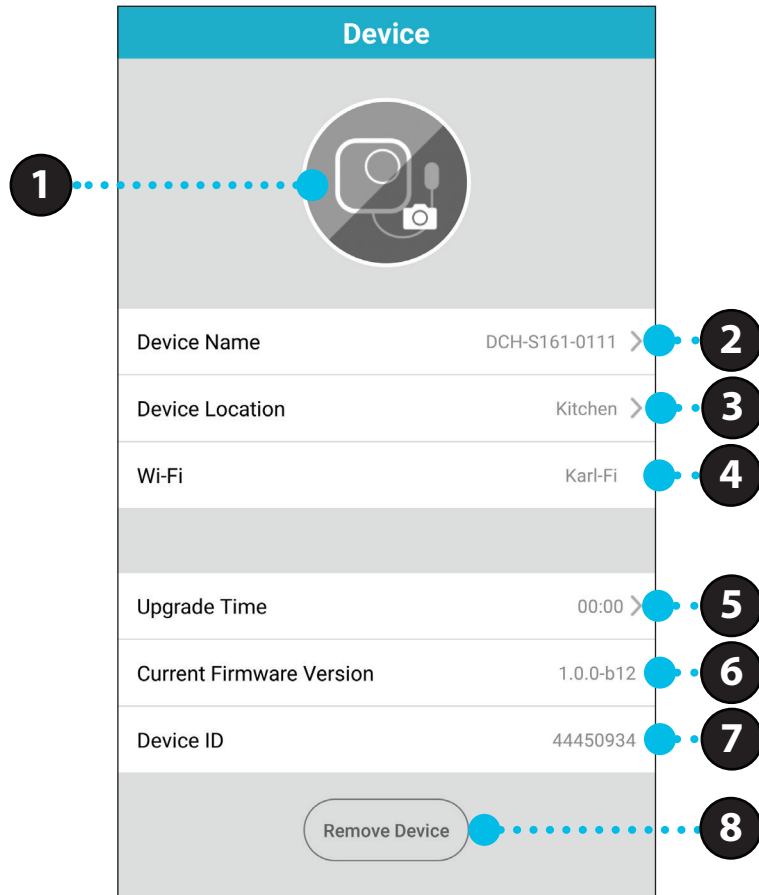 Device
1
Device Name DCH-S161-0111 2
Device Location Kitchen 3
Wi-Fi Karl-Fi 4
Upgrade Time 00:00 5
Current Firmware Version 1.0.0-b12 6
Device ID 44450934 7
Remove Device 8